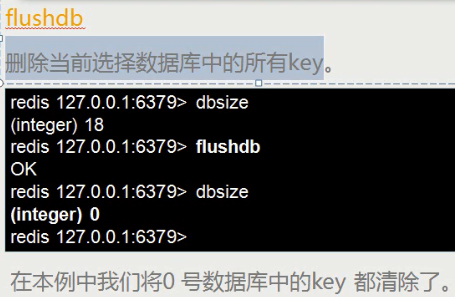 flushdb
删除当前选择数据库中的所有key。
redis 127.0.0.1:6379> dbsize
(integer) 18
redis 127.0.0.1:6379> flushdb
OK
redis 127.0.0.1:6379> dbsize
(integer) 0
redis 127.0.0.1:6379>
在本例中我们将0 号数据库中的key 都清除了。